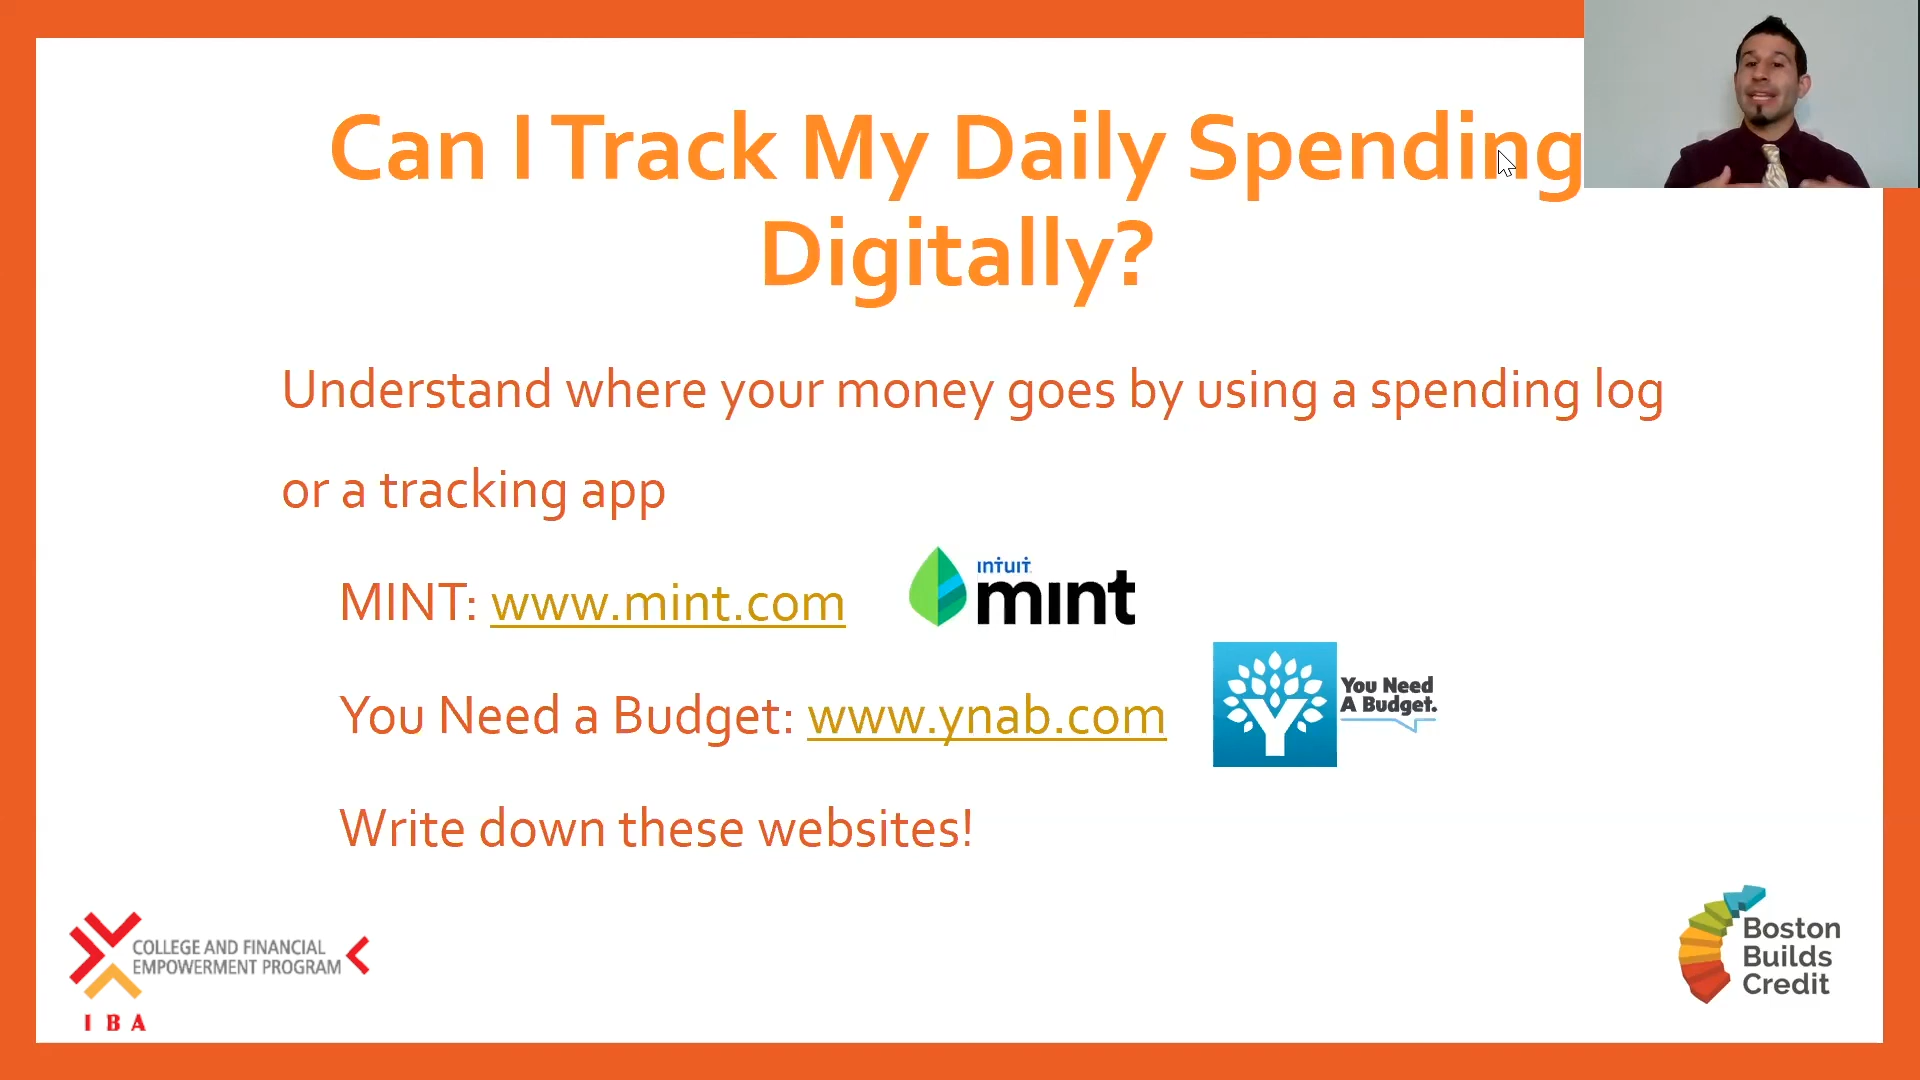 Can I Track My Daily Spending
Digitally?
Understand where your money goes by using a spending log
or a tracking app
MINT: www.mint.com
intuit
mint
You Need a Budget: www.ynab.com
You Need
A Budget.
Write down these websites!
COLLEGE AND FINANCIAL
EMPOWERMENT PROGRAM
IBA
Boston
Builds
Credit